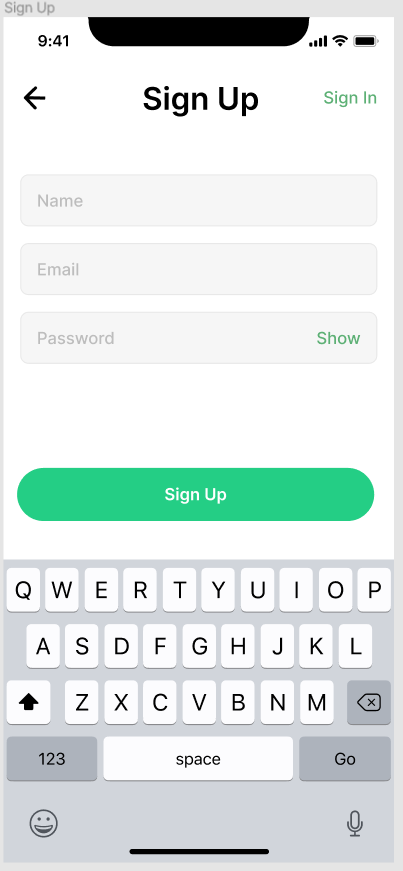 Sign Up
9:41
Sign Up Sign In
Name
Email
Password Show
Sign Up
Q W E R T Y U I O P
A S D F G H J K L
Z X C V B N M
123 space Go